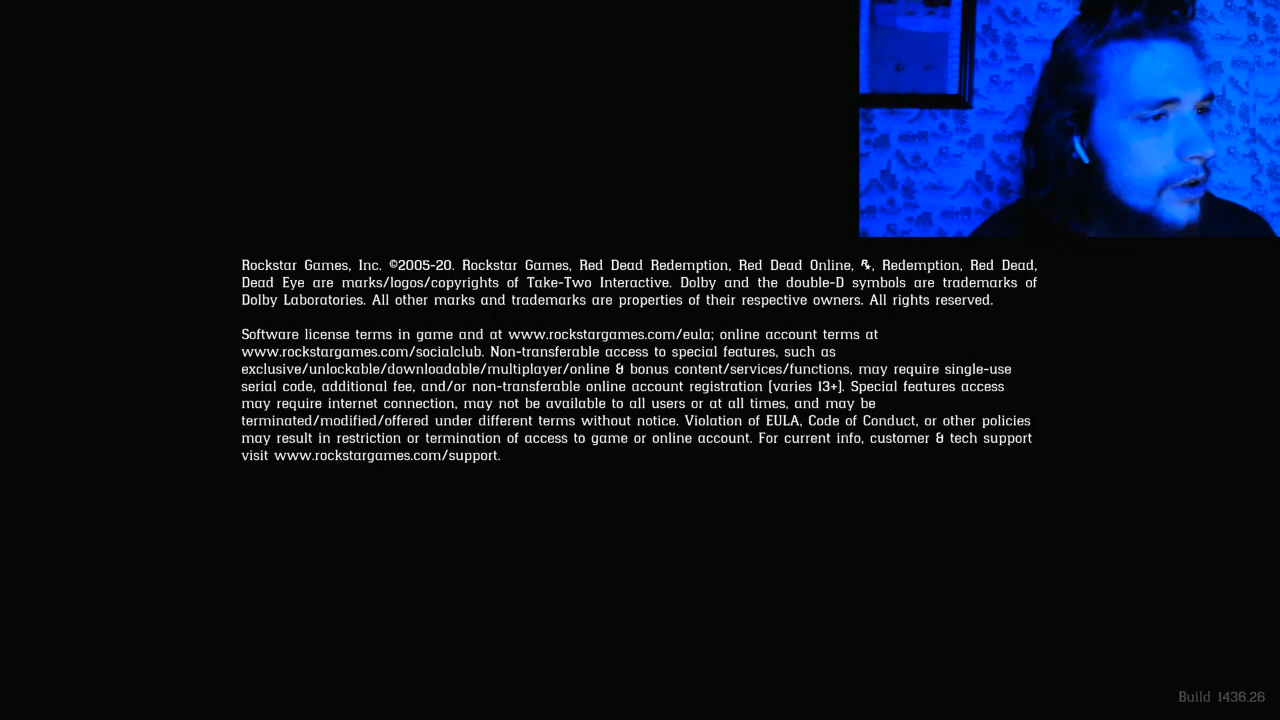 Rockstar Games, Inc. ©2005-20. Rockstar Games, Red Dead Redemption, Red Dead Online, R*, Redemption, Red Dead,
Dead Eye are marks/logos/copyrights of Take-Two Interactive. Dolby and the double-D symbols are trademarks of
Dolby Laboratories. All other marks and trademarks are properties of their respective owners. All rights reserved.
Software license terms in game and at www.rockstargames.com/eula; online account terms at
www.rockstargames.com/socialclub. Non-transferable access to special features, such as
exclusive/unlockable/downloadable/multiplayer/online & bonus content/services/functions, may require single-use
serial code, additional fee, and/or non-transferable online account registration (varies 13+). Special features access
may require internet connection, may not be available to all users or at all times, and may be
terminated/modified/offered under different terms without notice. Violation of EULA, Code of Conduct, or other policies
may result in restriction or termination of access to game or online account. For current info, customer & tech support
visit www.rockstargames.com/support.
Build 1436.26